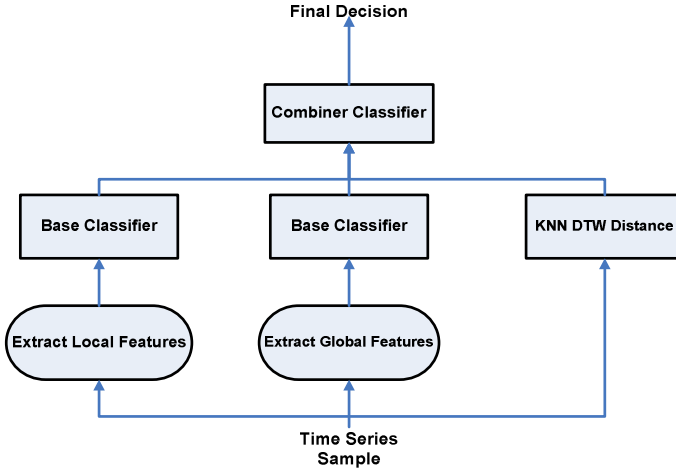 Final Decision
Combiner Classifier
Base Classifier
Base Classifier
KNN DTW Distance
Extract Local Features
Extract Global Features
Time Series
Sample